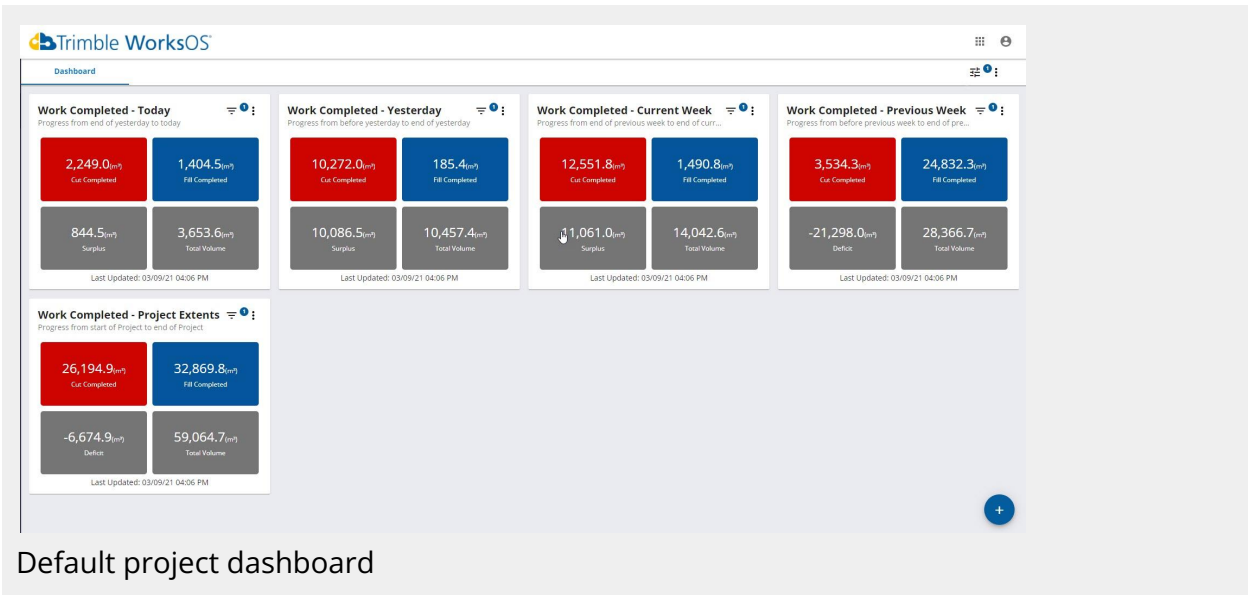 Trimble WorksOS
Dashboard
1
Work Completed - Today 1
Progress from end of yesterday to today
2,249.0(m³)
Cut Completed
1,404.5(m³)
Fill Completed
844.5(m³)
Surplus
3,653.6(m³)
Total Volume
Last Updated: 03/09/21 04:06 PM
Work Completed - Yesterday 1
Progress from before yesterday to end of yesterday
10,272.0(m³)
Cut Completed
185.4(m³)
Fill Completed
10,086.5(m³)
Surplus
10,457.4(m³)
Total Volume
Last Updated: 03/09/21 04:06 PM
Work Completed - Current Week 1
Progress from end of previous week to end of curr...
12,551.8(m³)
Cut Completed
1,490.8(m³)
Fill Completed
11,061.0(m³)
Surplus
14,042.6(m³)
Total Volume
Last Updated: 03/09/21 04:06 PM
Work Completed - Previous Week 1
Progress from before previous week to end of pre...
3,534.3(m³)
Cut Completed
24,832.3(m³)
Fill Completed
-21,298.0(m³)
Deficit
28,366.7(m³)
Total Volume
Last Updated: 03/09/21 04:06 PM
Work Completed - Project Extents 1
Progress from start of Project to end of Project
26,194.9(m³)
Cut Completed
32,869.8(m³)
Fill Completed
-6,674.9(m³)
Deficit
59,064.7(m³)
Total Volume
Last Updated: 03/09/21 04:06 PM
+
Default project dashboard